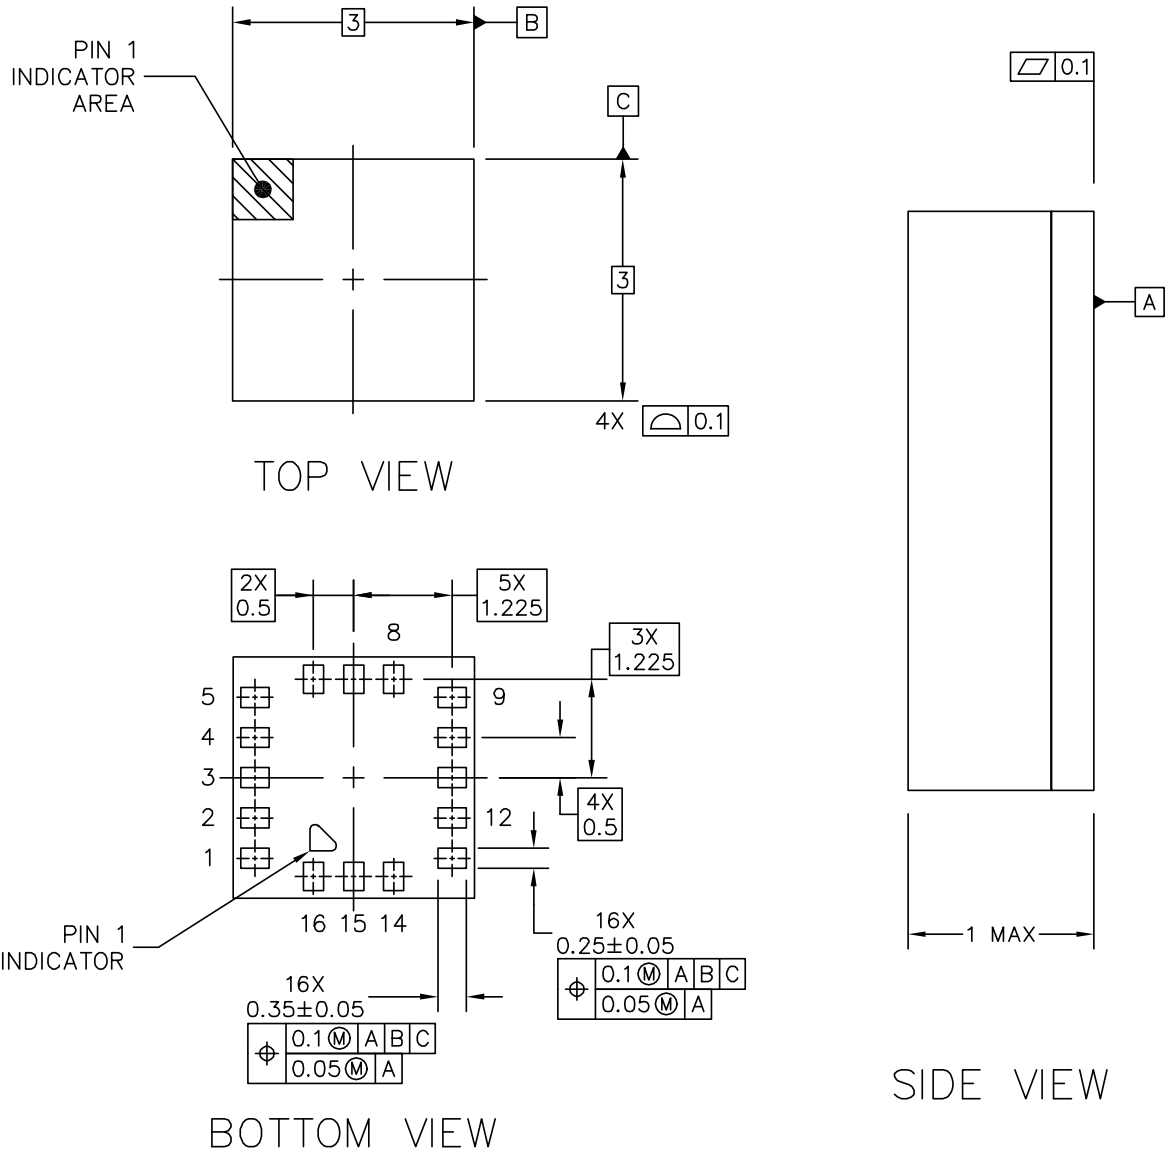 3
B
PIN 1
INDICATOR
AREA
0.1
C
3
A
4X
0.1
TOP VIEW
2X
0.5
5X
1.225
8
3X
1.225
5
9
4
3
4X
0.5
2
12
1
16 15 14
PIN 1
INDICATOR
16X
0.25±0.05
0.1 Ⓜ A B C
0.05 Ⓜ A
1 MAX
16X
0.35±0.05
0.1 Ⓜ A B C
0.05 Ⓜ A
SIDE VIEW
BOTTOM VIEW